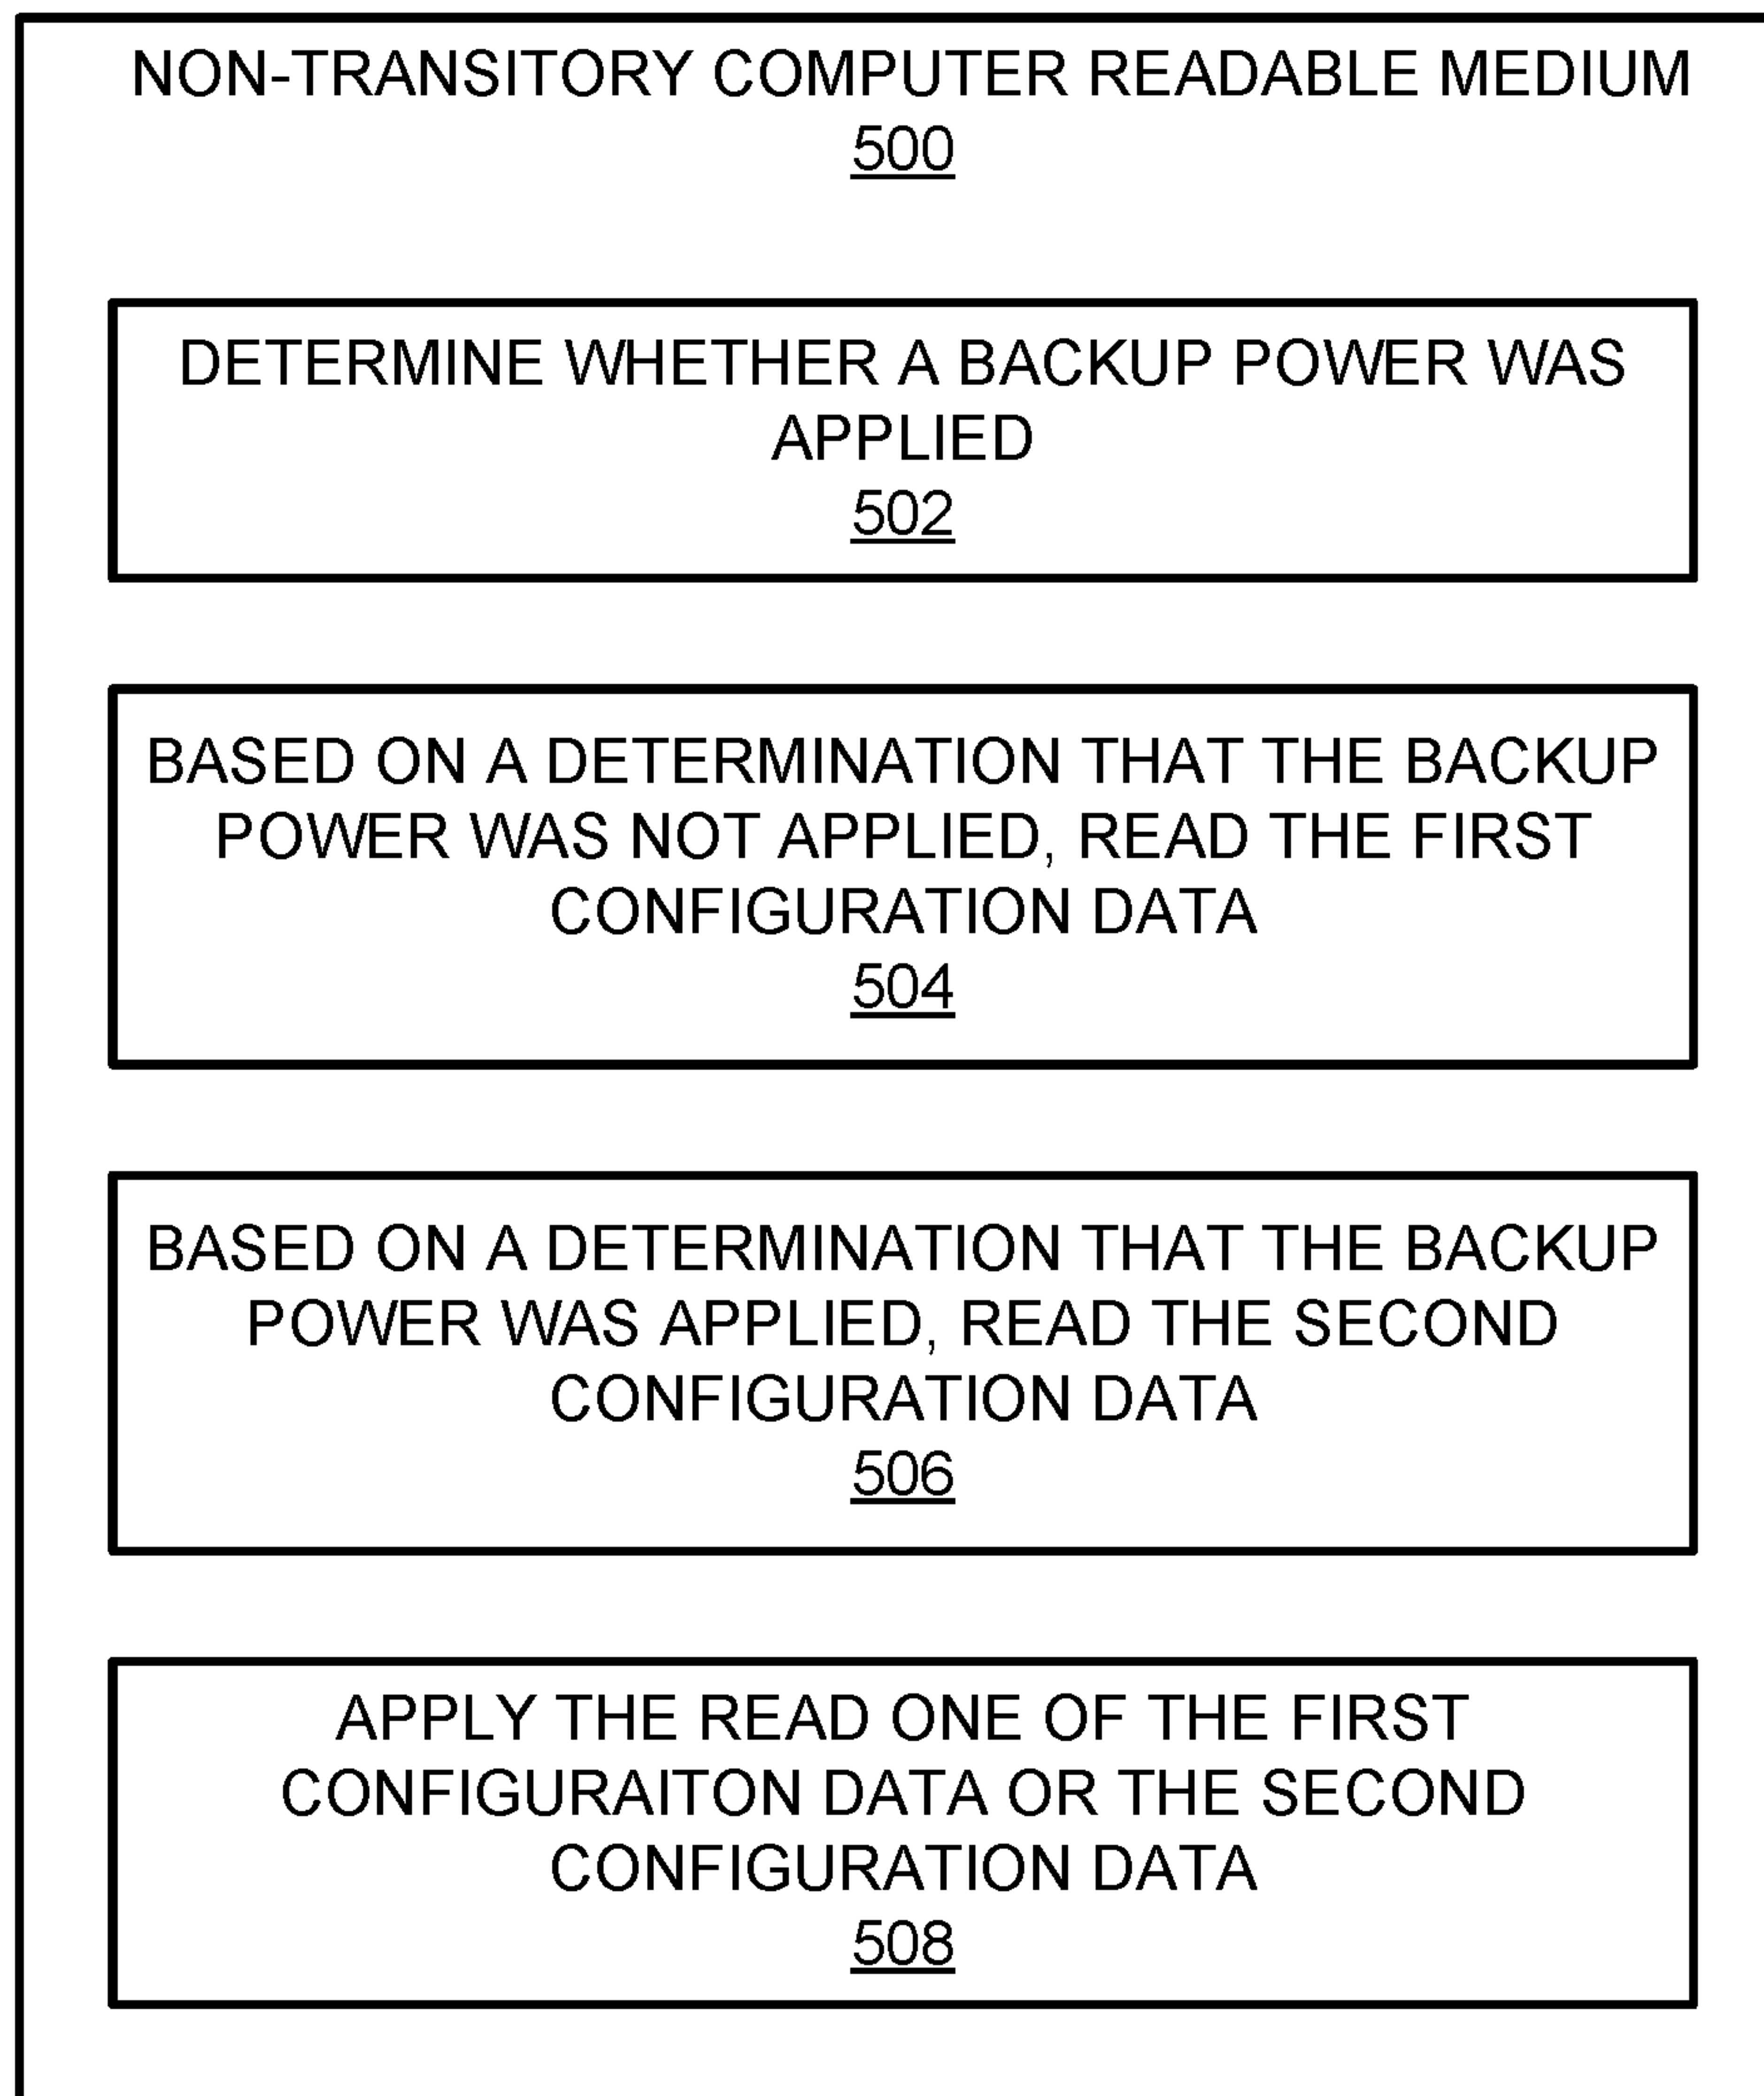 NON-TRANSITORY COMPUTER READABLE MEDIUM
500
DETERMINE WHETHER A BACKUP POWER WAS
APPLIED
502
BASED ON A DETERMINATION THAT THE BACKUP
POWER WAS NOT APPLIED, READ THE FIRST
CONFIGURATION DATA
504
BASED ON A DETERMINATION THAT THE BACKUP
POWER WAS APPLIED, READ THE SECOND
CONFIGURATION DATA
506
APPLY THE READ ONE OF THE FIRST
CONFIGURAITON DATA OR THE SECOND
CONFIGURATION DATA
508